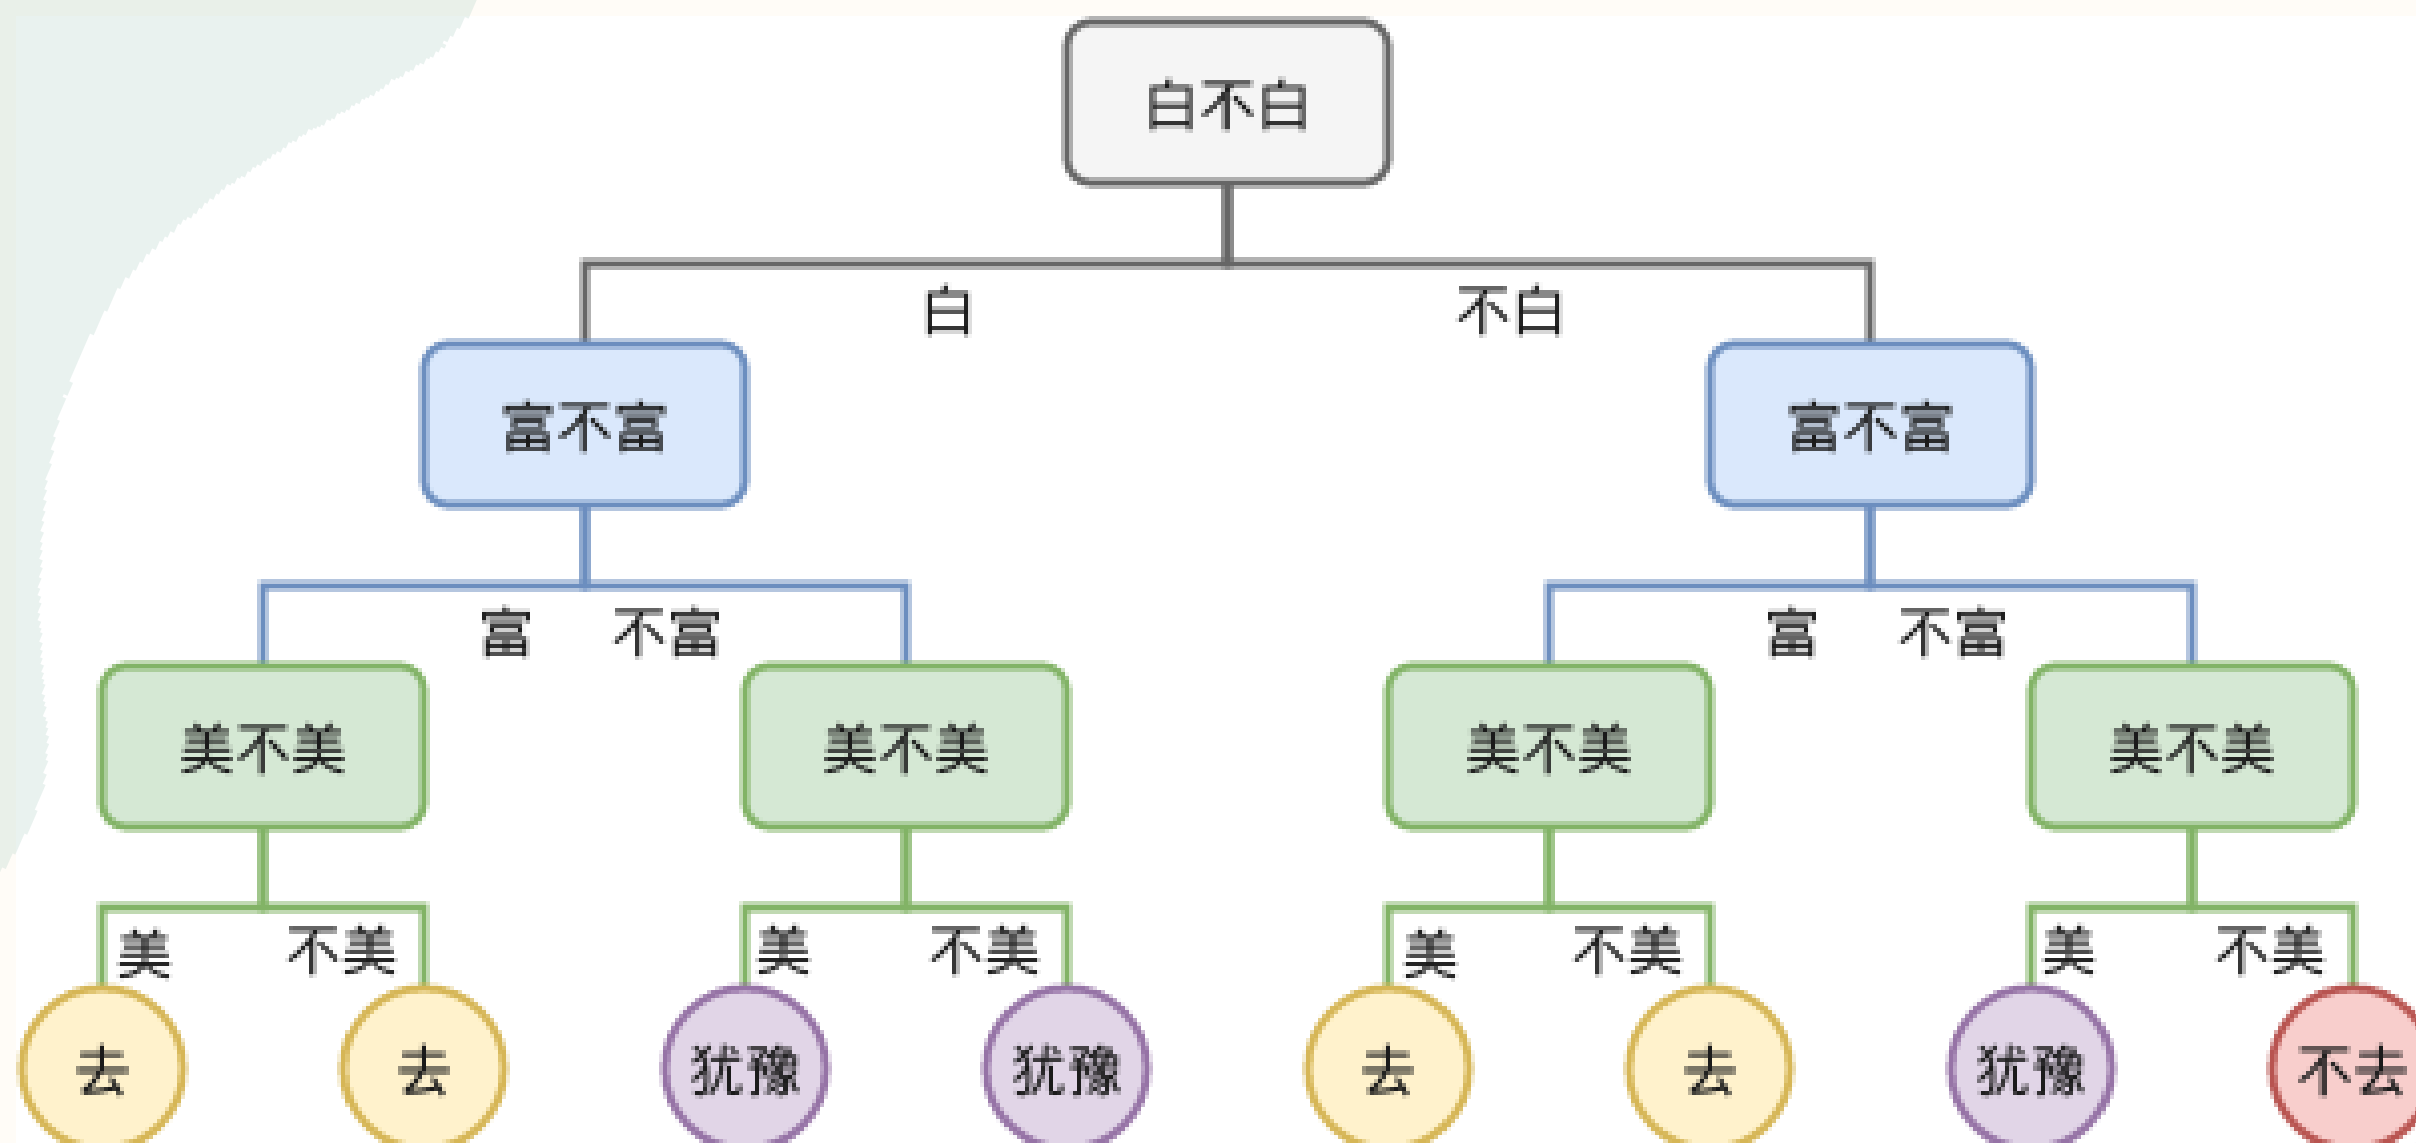 白不白
白 不白
富不富 富不富
富 不富 富 不富
美不美 美不美 美不美 美不美
美 不美 美 不美 美 不美 美 不美
去 去 犹豫 犹豫 去 去 犹豫 不去